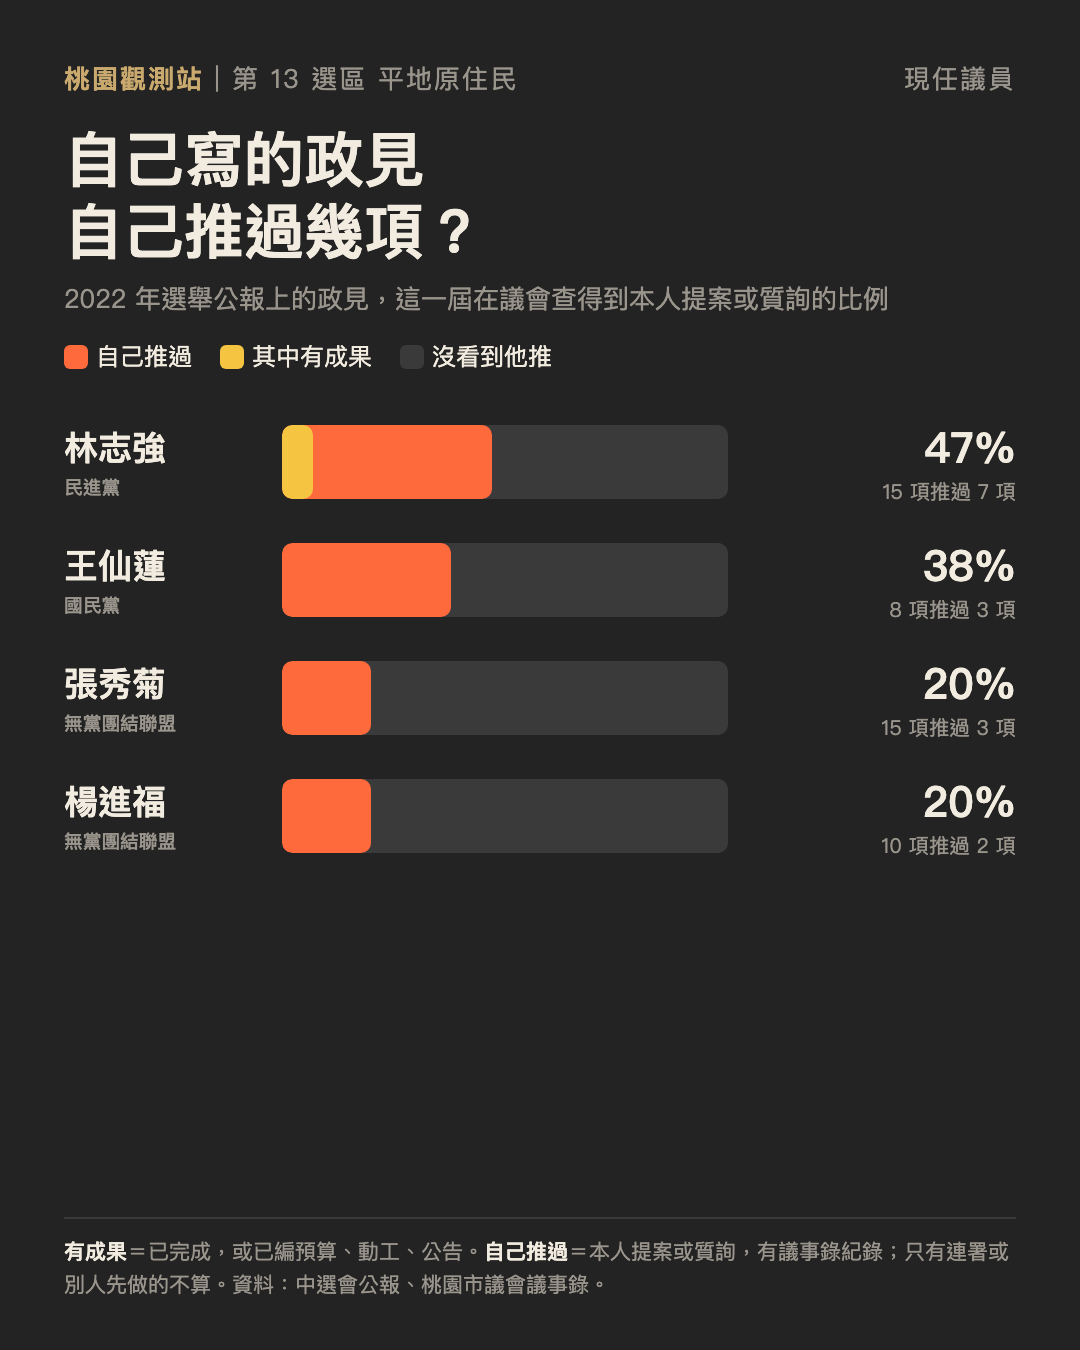 桃園觀測站｜第 13 選區 平地原住民
現任議員
自己寫的政見
自己推過幾項？
2022 年選舉公報上的政見，這一屆在議會查得到本人提案或質詢的比例
自己推過 其中有成果 沒看到他推
林志強
民進黨
47%
15 項推過 7 項
王仙蓮
國民黨
38%
8 項推過 3 項
張秀菊
無黨團結聯盟
20%
15 項推過 3 項
楊進福
無黨團結聯盟
20%
10 項推過 2 項
有成果＝已完成，或已編預算、動工、公告。自己推過＝本人提案或質詢，有議事錄紀錄；只有連署或
別人先做的不算。資料：中選會公報、桃園市議會議事錄。